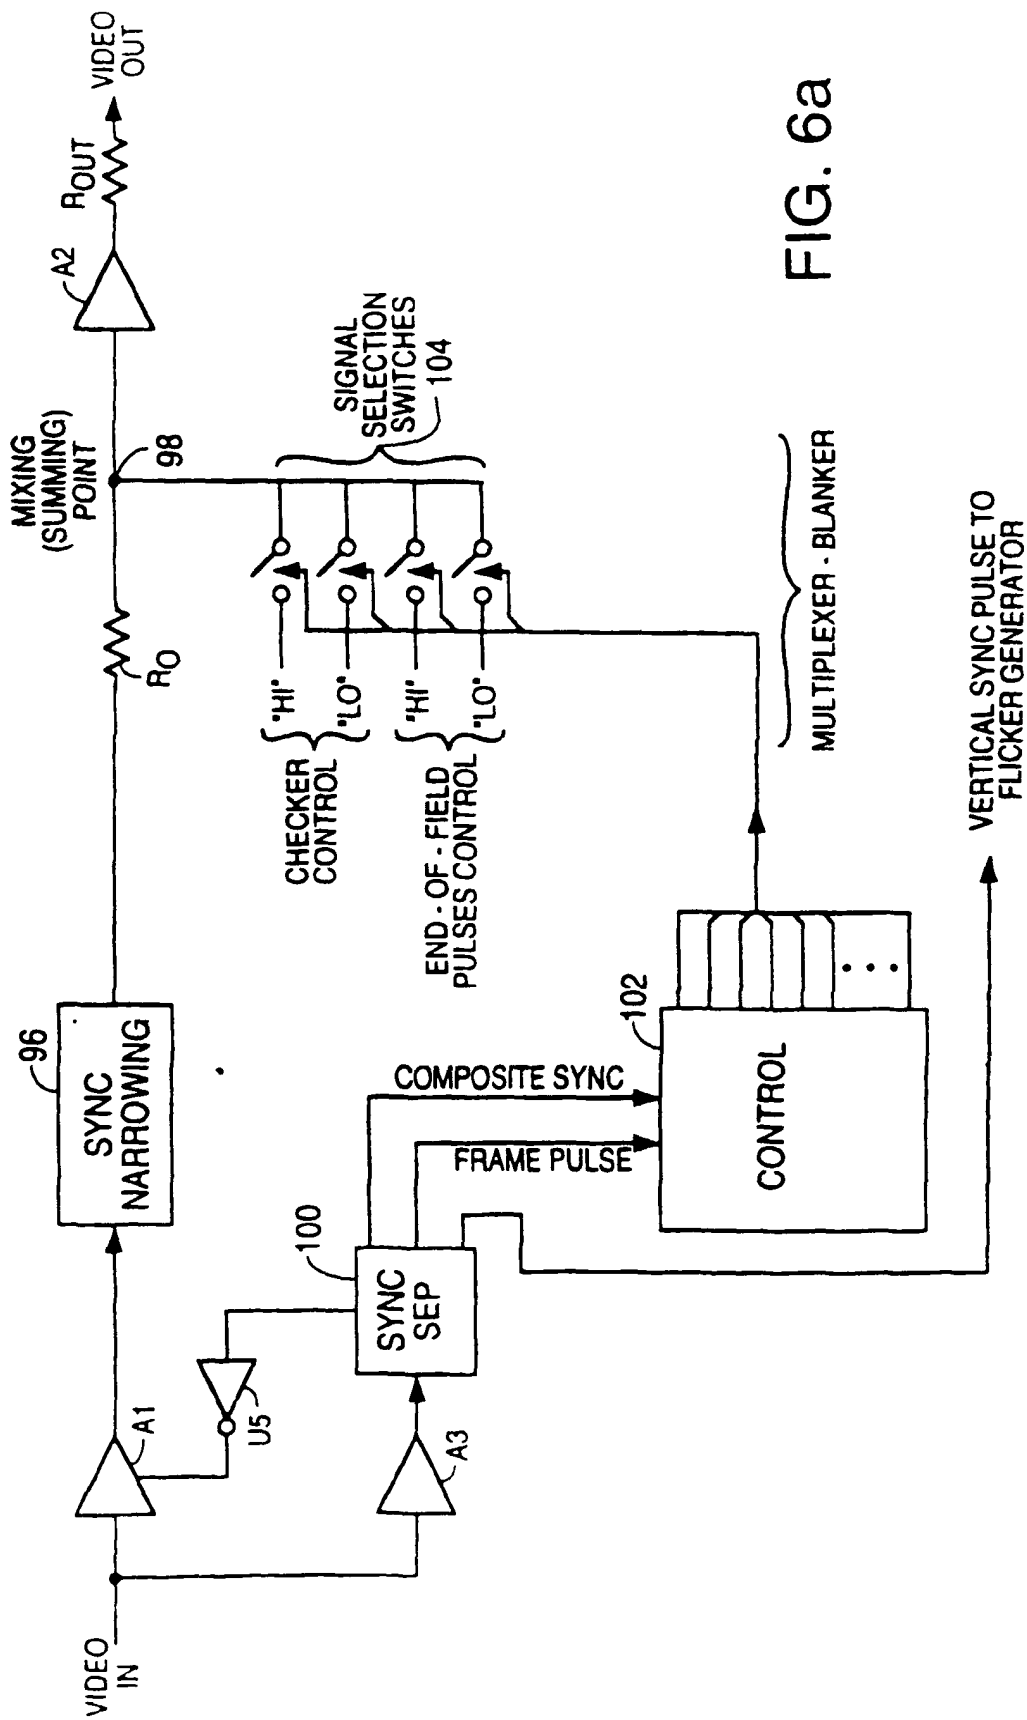 VIDEO
IN
A1
U5
A3
96
SYNC
NARROWING
100
SYNC
SEP
COMPOSITE SYNC
FRAME PULSE
102
CONTROL
RO
MIXING
(SUMMING)
POINT
98
A2
ROUT
VIDEO
OUT
CHECKER
CONTROL
"HI"
"LO"
END - OF - FIELD
PULSES CONTROL
"HI"
"LO"
SIGNAL
SELECTION
SWITCHES
104
MULTIPLEXER - BLANKER
VERTICAL SYNC PULSE TO
FLICKER GENERATOR
FIG. 6a